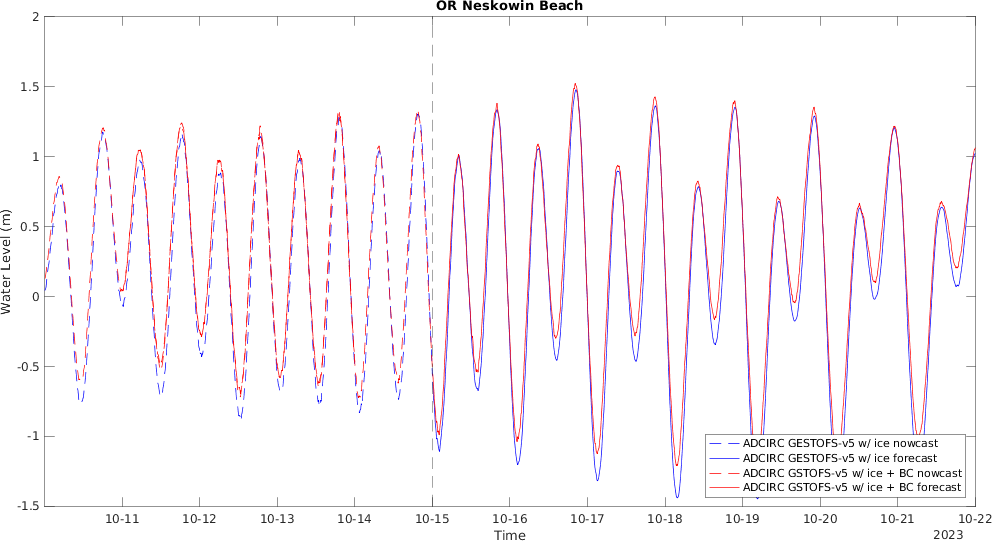 OR Neskowin Beach
2
1.5
1
0.5
0
-0.5
-1
-1.5
Water Level (m)
10-11 10-12 10-13 10-14 10-15 10-16 10-17 10-18 10-19 10-20 10-21 10-22
Time
2023
ADCIRC GESTOFS-v5 w/ ice nowcast
ADCIRC GESTOFS-v5 w/ ice forecast
ADCIRC GSTOFS-v5 w/ ice + BC nowcast
ADCIRC GSTOFS-v5 w/ ice + BC forecast